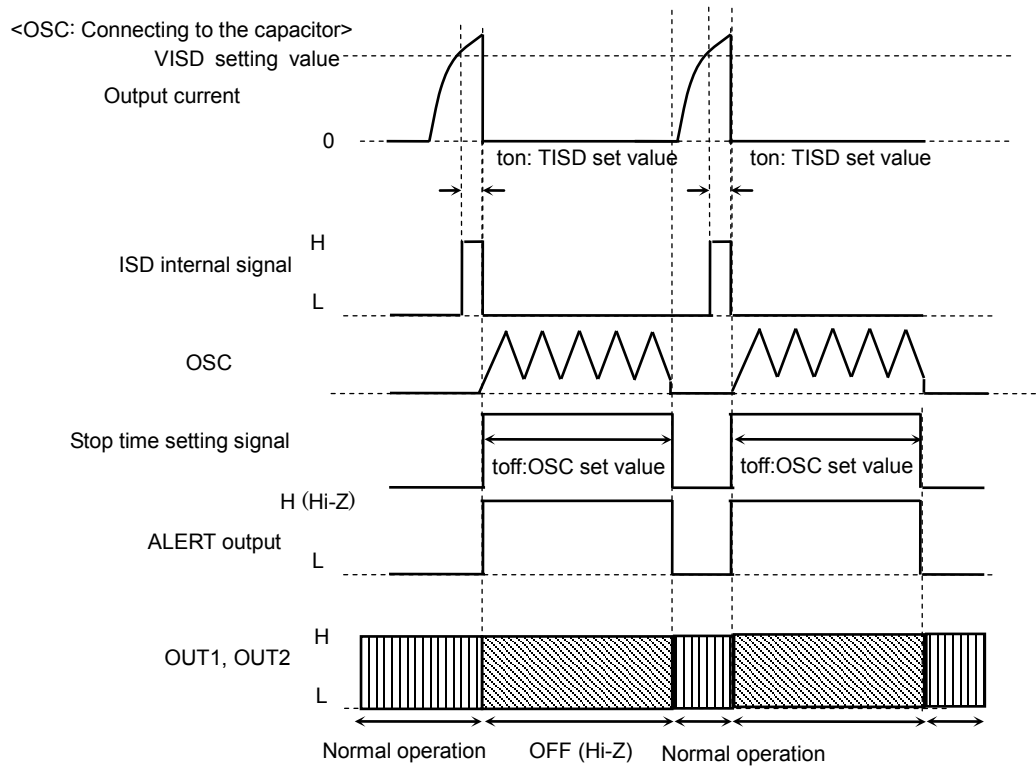 <OSC: Connecting to the capacitor>
VISD setting value
Output current
0
ton: TISD set value
ton: TISD set value
H
ISD internal signal
L
OSC
Stop time setting signal
toff:OSC set value
toff:OSC set value
H (Hi-Z)
ALERT output
L
H
OUT1, OUT2
L
Normal operation
OFF (Hi-Z)
Normal operation